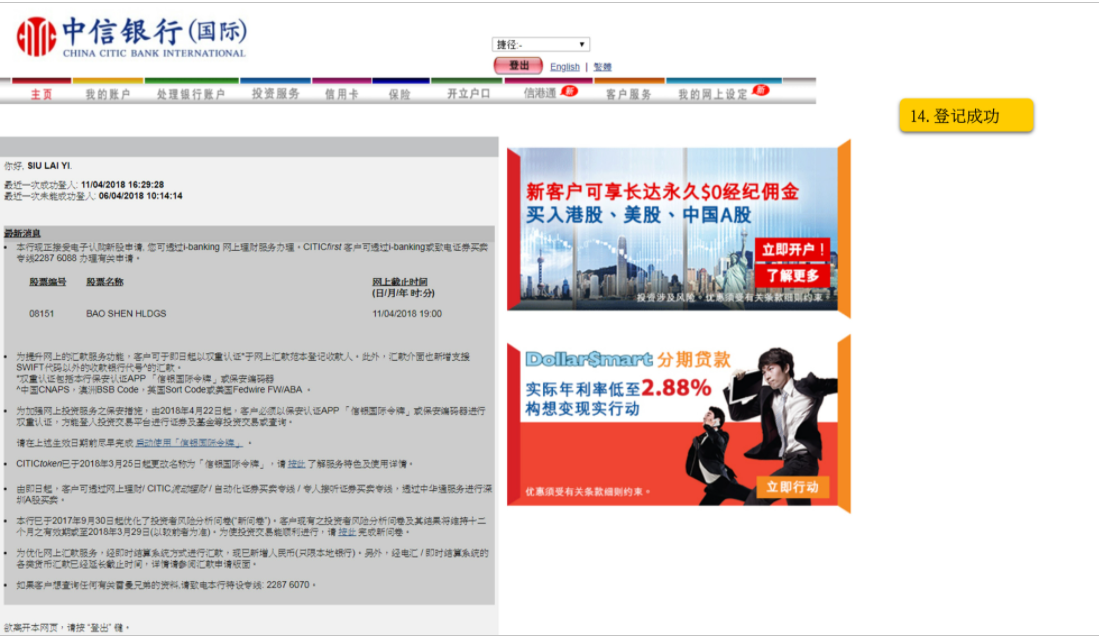 中信银行(国际)
CHINA CITIC BANK INTERNATIONAL
捷径:-
登出 English | 繁體
主页 我的账户 处理银行账户 投资服务 信用卡 保险 开立户口 信港通 新 客户服务 我的网上设定 新
14. 登记成功
你好, SIU LAI YI.
最近一次成功登入: 11/04/2018 16:29:28
最近一次未能成功登入: 06/04/2018 10:14:14
最新消息
本行现正接受电子认购新股申请, 您可通过i-banking 网上理财服务办理。CITICfirst 客户可通过i-banking或致电证券买卖
专线2287 6088 办理有关申请。
股票编号 股票名称 网上截止时间
(日/月/年 时:分)
08151 BAO SHEN HLDGS 11/04/2018 19:00
为提升网上的汇款服务功能，客户可于即日起以双重认证*于网上汇款范本登记收款人。此外，汇款介面也新增支援
SWIFT代码以外的收款银行代号^的汇款。
*双重认证包括本行保安认证APP 「信银国际令牌」或保安编码器
^中国CNAPS，澳洲BSB Code，英国Sort Code或美国Fedwire FW/ABA 。
为加强网上投资服务之保安措施，由2018年4月22日起，客户必须以保安认证APP 「信银国际令牌」或保安编码器进行
双重认证，方能登入投资交易平台进行证券及基金等投资交易或查询。
请在上述生效日期前尽早完成 启动使用「信银国际令牌」 。
CITICtoken已于2018年3月25日起更改名称为「信银国际令牌」，请 按此 了解服务特色及使用详情。
由即日起，客户可通过网上理财/ CITIC流动理财 / 自动化证券买卖专线 / 专人接听证券买卖专线，透过中华通服务进行深
圳A股买卖。
本行已于2017年9月30日起优化了投资者风险分析问卷("新问卷")。客户现有之投资者风险分析问卷及其结果将维持十二
个月之有效期或至2018年3月29日(以较前者为准)。为使投资交易能顺利进行，请 按此 完成新问卷。
为优化网上汇款服务，经即时结算系统方式进行汇款，现已新增人民币(只限本地银行)。另外，经电汇 / 即时结算系统的
各类货币汇款已经延长截止时间，详情请参阅汇款申请版面。
如果客户想查询任何有关雷曼兄弟的资料,请致电本行特设专线: 2287 6070。
欲离开本网页，请按 "登出" 键。
新客户可享长达永久$0经纪佣金
买入港股、美股、中国A股
立即开户！
了解更多
投资涉及风险。优惠须受有关条款细则约束。
Dollar$mart 分期贷款
实际年利率低至2.88%
构想变现实行动
优惠须受有关条款细则约束。
立即行动